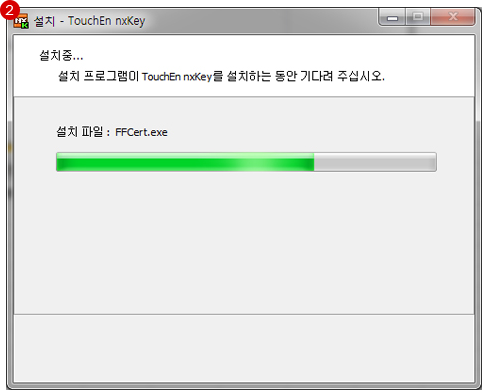 2
설치 - TouchEn nxKey
설치중...
설치 프로그램이 TouchEn nxKey를 설치하는 동안 기다려 주십시오.
설치 파일 : FFCert.exe